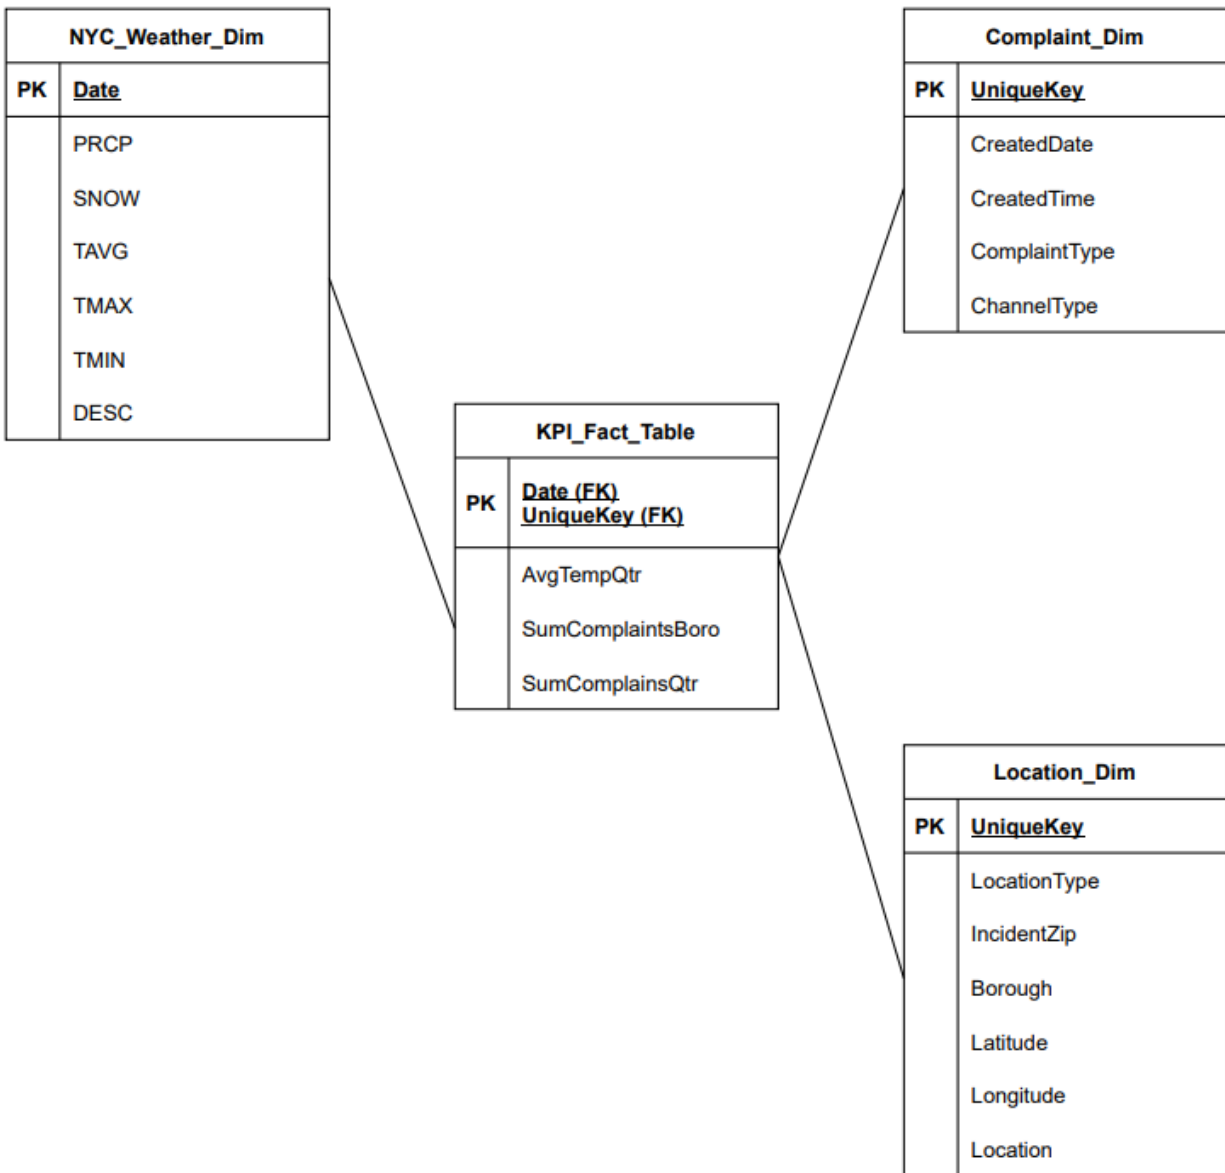 NYC_Weather_Dim
PK Date
PRCP
SNOW
TAVG
TMAX
TMIN
DESC
Complaint_Dim
PK UniqueKey
CreatedDate
CreatedTime
ComplaintType
ChannelType
KPI_Fact_Table
PK Date (FK)
UniqueKey (FK)
AvgTempQtr
SumComplaintsBoro
SumComplainsQtr
Location_Dim
PK UniqueKey
LocationType
IncidentZip
Borough
Latitude
Longitude
Location